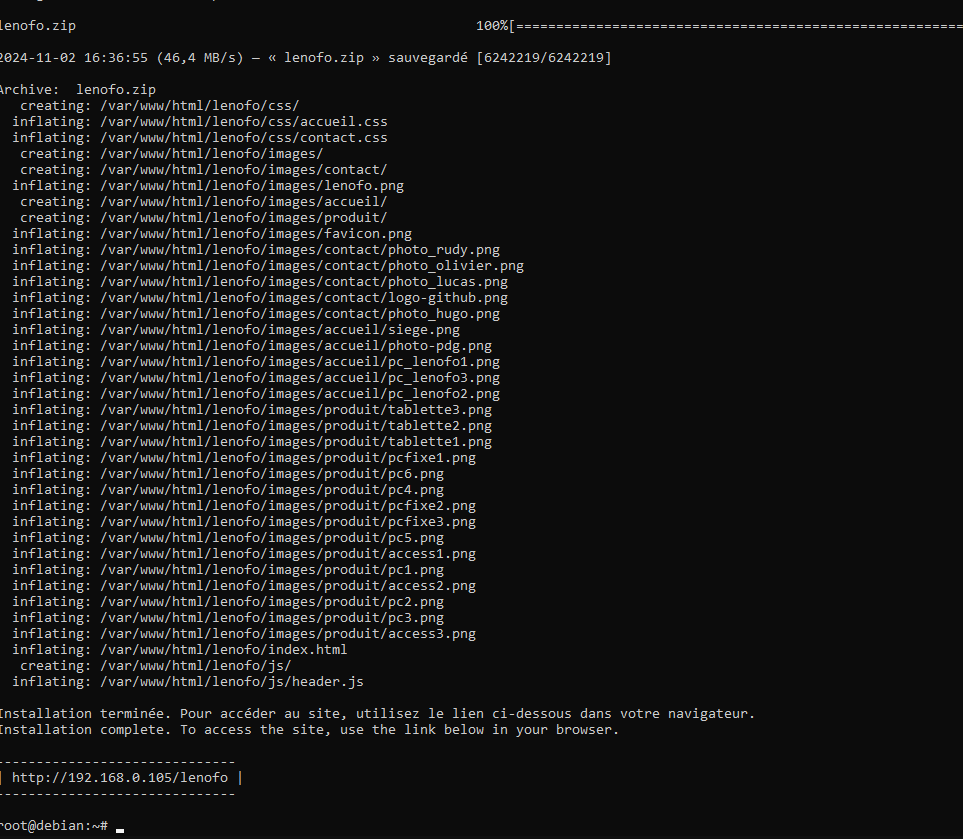 lenofo.zip 100%[========================================================
2024-11-02 16:36:55 (46,4 MB/s) — « lenofo.zip » sauvegardé [6242219/6242219]
Archive:  lenofo.zip
   creating: /var/www/html/lenofo/css/
  inflating: /var/www/html/lenofo/css/accueil.css
  inflating: /var/www/html/lenofo/css/contact.css
   creating: /var/www/html/lenofo/images/
   creating: /var/www/html/lenofo/images/contact/
  inflating: /var/www/html/lenofo/images/lenofo.png
   creating: /var/www/html/lenofo/images/accueil/
   creating: /var/www/html/lenofo/images/produit/
  inflating: /var/www/html/lenofo/images/favicon.png
  inflating: /var/www/html/lenofo/images/contact/photo_rudy.png
  inflating: /var/www/html/lenofo/images/contact/photo_olivier.png
  inflating: /var/www/html/lenofo/images/contact/photo_lucas.png
  inflating: /var/www/html/lenofo/images/contact/logo-github.png
  inflating: /var/www/html/lenofo/images/contact/photo_hugo.png
  inflating: /var/www/html/lenofo/images/accueil/siege.png
  inflating: /var/www/html/lenofo/images/accueil/photo-pdg.png
  inflating: /var/www/html/lenofo/images/accueil/pc_lenofo1.png
  inflating: /var/www/html/lenofo/images/accueil/pc_lenofo3.png
  inflating: /var/www/html/lenofo/images/accueil/pc_lenofo2.png
  inflating: /var/www/html/lenofo/images/produit/tablette3.png
  inflating: /var/www/html/lenofo/images/produit/tablette2.png
  inflating: /var/www/html/lenofo/images/produit/tablette1.png
  inflating: /var/www/html/lenofo/images/produit/pcfixe1.png
  inflating: /var/www/html/lenofo/images/produit/pc6.png
  inflating: /var/www/html/lenofo/images/produit/pc4.png
  inflating: /var/www/html/lenofo/images/produit/pcfixe2.png
  inflating: /var/www/html/lenofo/images/produit/pcfixe3.png
  inflating: /var/www/html/lenofo/images/produit/pc5.png
  inflating: /var/www/html/lenofo/images/produit/access1.png
  inflating: /var/www/html/lenofo/images/produit/pc1.png
  inflating: /var/www/html/lenofo/images/produit/access2.png
  inflating: /var/www/html/lenofo/images/produit/pc2.png
  inflating: /var/www/html/lenofo/images/produit/pc3.png
  inflating: /var/www/html/lenofo/images/produit/access3.png
  inflating: /var/www/html/lenofo/index.html
   creating: /var/www/html/lenofo/js/
  inflating: /var/www/html/lenofo/js/header.js
Installation terminée. Pour accéder au site, utilisez le lien ci-dessous dans votre navigateur.
Installation complete. To access the site, use the link below in your browser.
------------------------------
| http://192.168.0.105/lenofo |
------------------------------
root@debian:~#